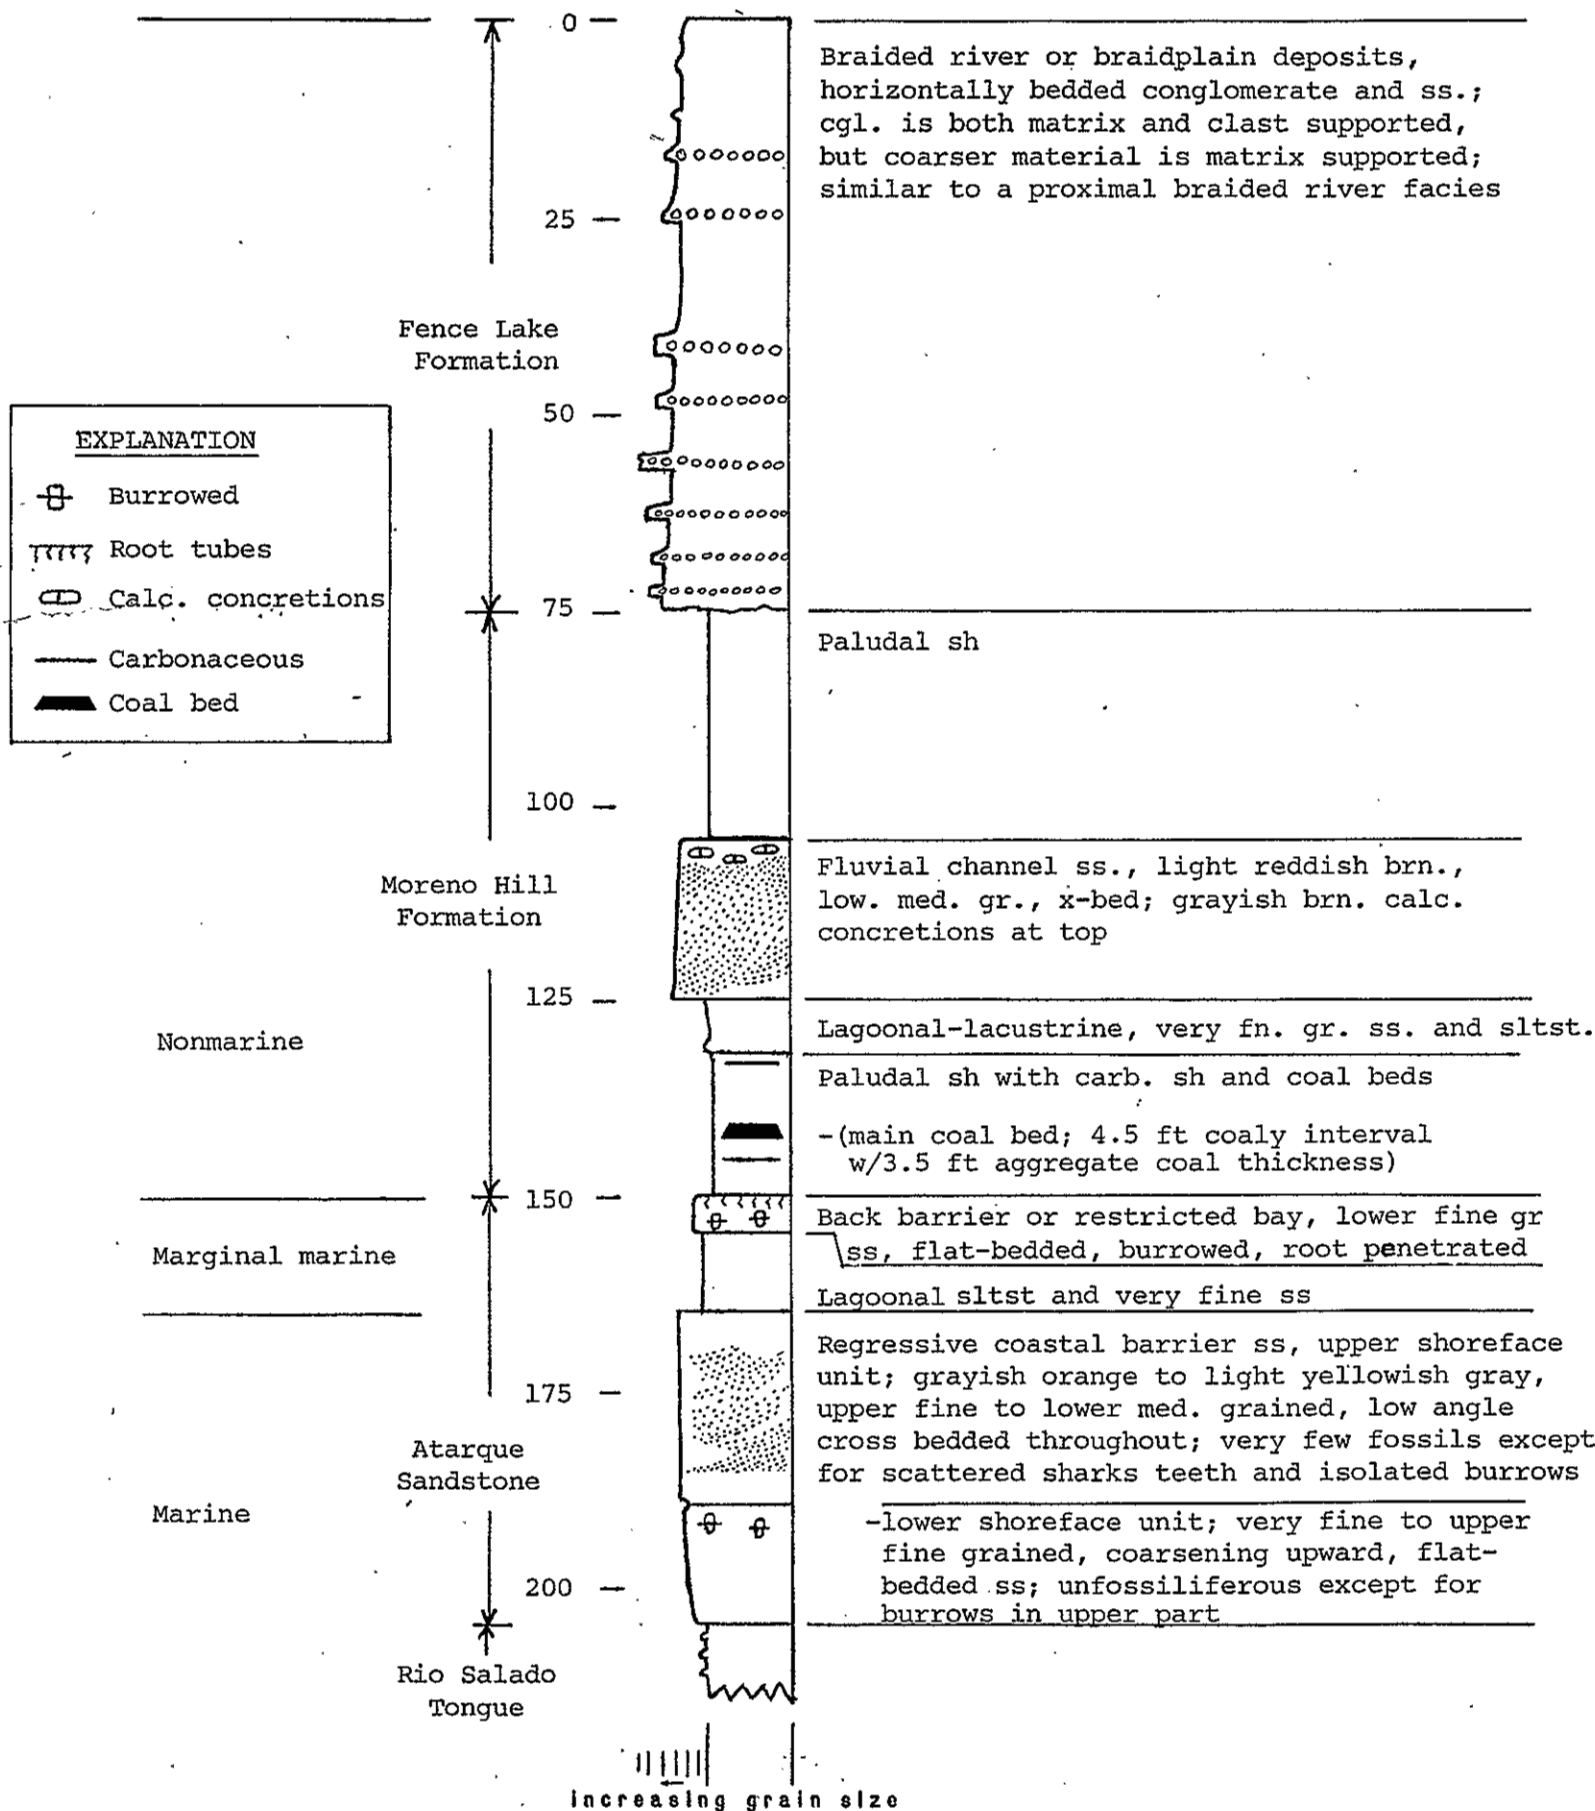 0
Braided river or braidplain deposits,
horizontally bedded conglomerate and ss.;
cgl. is both matrix and clast supported,
but coarser material is matrix supported;
similar to a proximal braided river facies
25
Fence Lake
Formation
50
EXPLANATION
Burrowed
Root tubes
Calc. concretions
Carbonaceous
Coal bed
75
Paludal sh
100
Moreno Hill
Formation
Fluvial channel ss., light reddish brn.,
low. med. gr., x-bed; grayish brn. calc.
concretions at top
125
Nonmarine
Lagoonal-lacustrine, very fn. gr. ss. and sltst.
Paludal sh with carb. sh and coal beds
-(main coal bed; 4.5 ft coaly interval
w/3.5 ft aggregate coal thickness)
150
Marginal marine
Back barrier or restricted bay, lower fine gr
ss, flat-bedded, burrowed, root penetrated
Lagoonal sltst and very fine ss
Regressive coastal barrier ss, upper shoreface
unit; grayish orange to light yellowish gray,
upper fine to lower med. grained, low angle
cross bedded throughout; very few fossils except
for scattered sharks teeth and isolated burrows
175
Atarque
Sandstone
Marine
-lower shoreface unit; very fine to upper
fine grained, coarsening upward, flat-
bedded ss; unfossiliferous except for
burrows in upper part
200
Rio Salado
Tongue
increasing grain size